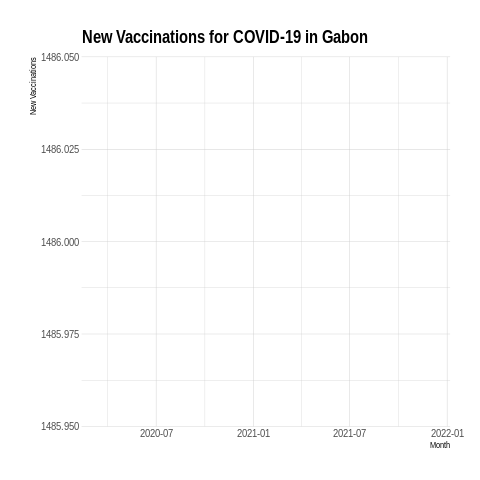 New Vaccinations for COVID-19 in Gabon
New Vaccinations
1486.050
1486.025
1486.000
1485.975
1485.950
2020-07 2021-01 2021-07 2022-01
Month